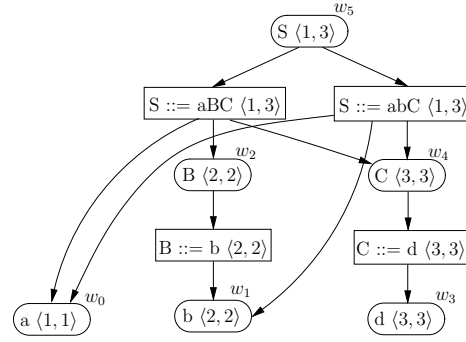 w5
S ⟨1, 3⟩
S ::= aBC ⟨1, 3⟩ S ::= abC ⟨1, 3⟩
w2 w4
B ⟨2, 2⟩ C ⟨3, 3⟩
B ::= b ⟨2, 2⟩ C ::= d ⟨3, 3⟩
w0 w1 w3
a ⟨1, 1⟩ b ⟨2, 2⟩ d ⟨3, 3⟩